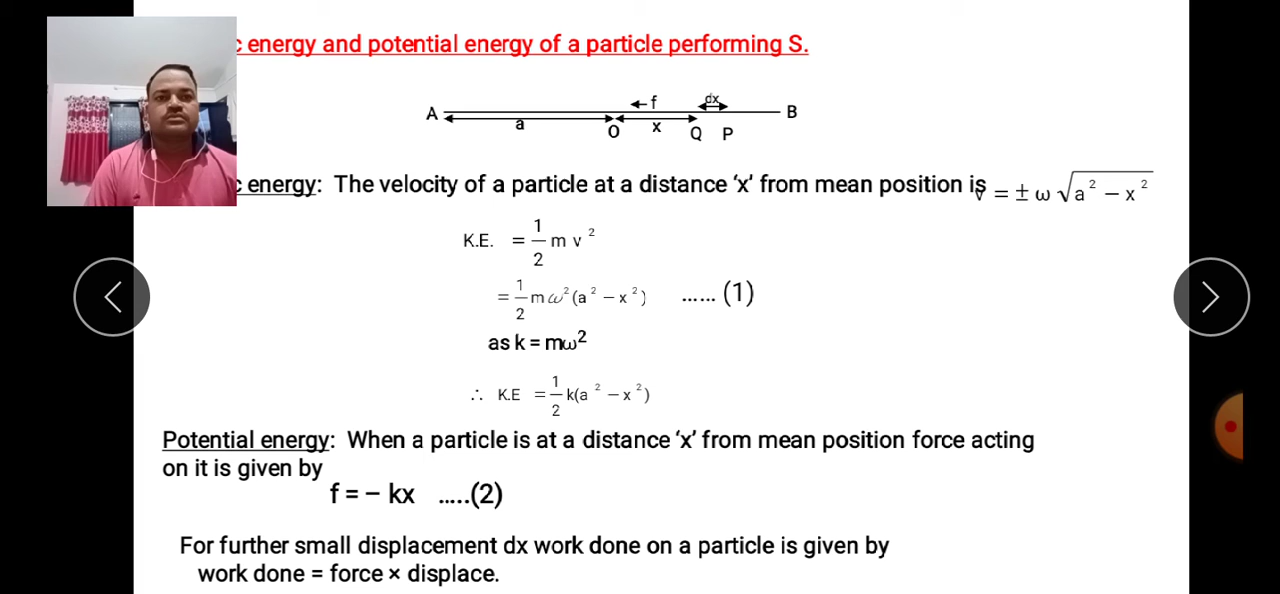 c energy and potential energy of a particle performing S.
A a O f x dx Q P B
c energy: The velocity of a particle at a distance ‘x’ from mean position is v = ± ω √a² − x²
K.E. = 1/2 m v²
= 1/2 m ω² (a² − x²) ...... (1)
as k = mω²
∴ K.E = 1/2 k(a² − x²)
Potential energy: When a particle is at a distance ‘x’ from mean position force acting
on it is given by
f = − kx .....(2)
For further small displacement dx work done on a particle is given by
work done = force × displace.